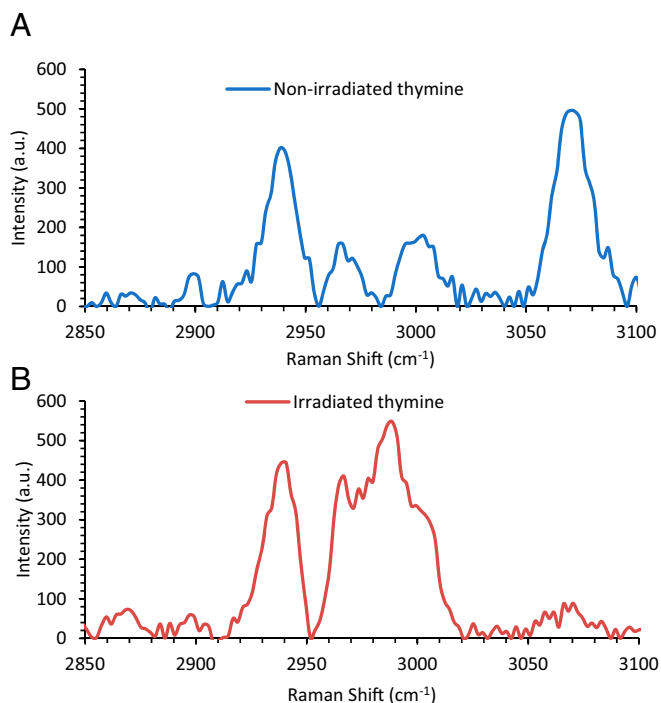 A
Non-irradiated thymine
Intensity (a.u.)
600
500
400
300
200
100
0
2850 2900 2950 3000 3050 3100
Raman Shift (cm-1)
B
Irradiated thymine
Intensity (a.u.)
600
500
400
300
200
100
0
2850 2900 2950 3000 3050 3100
Raman Shift (cm-1)